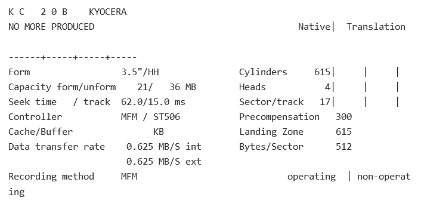 K C   2 0 B    KYOCERA
NO MORE PRODUCED                                      Native|  Translation
------+-----+-----+-----
Form                 3.5"/HH               Cylinders     615|     |     |
Capacity form/unform    21/   36 MB        Heads           4|     |     |
Seek time   / track  62.0/15.0 ms          Sector/track   17|     |     |
Controller           MFM / ST506           Precompensation   300
Cache/Buffer               KB              Landing Zone      615
Data transfer rate    0.625 MB/S int       Bytes/Sector      512
                      0.625 MB/S ext
Recording method     MFM                            operating  | non-operat
ing